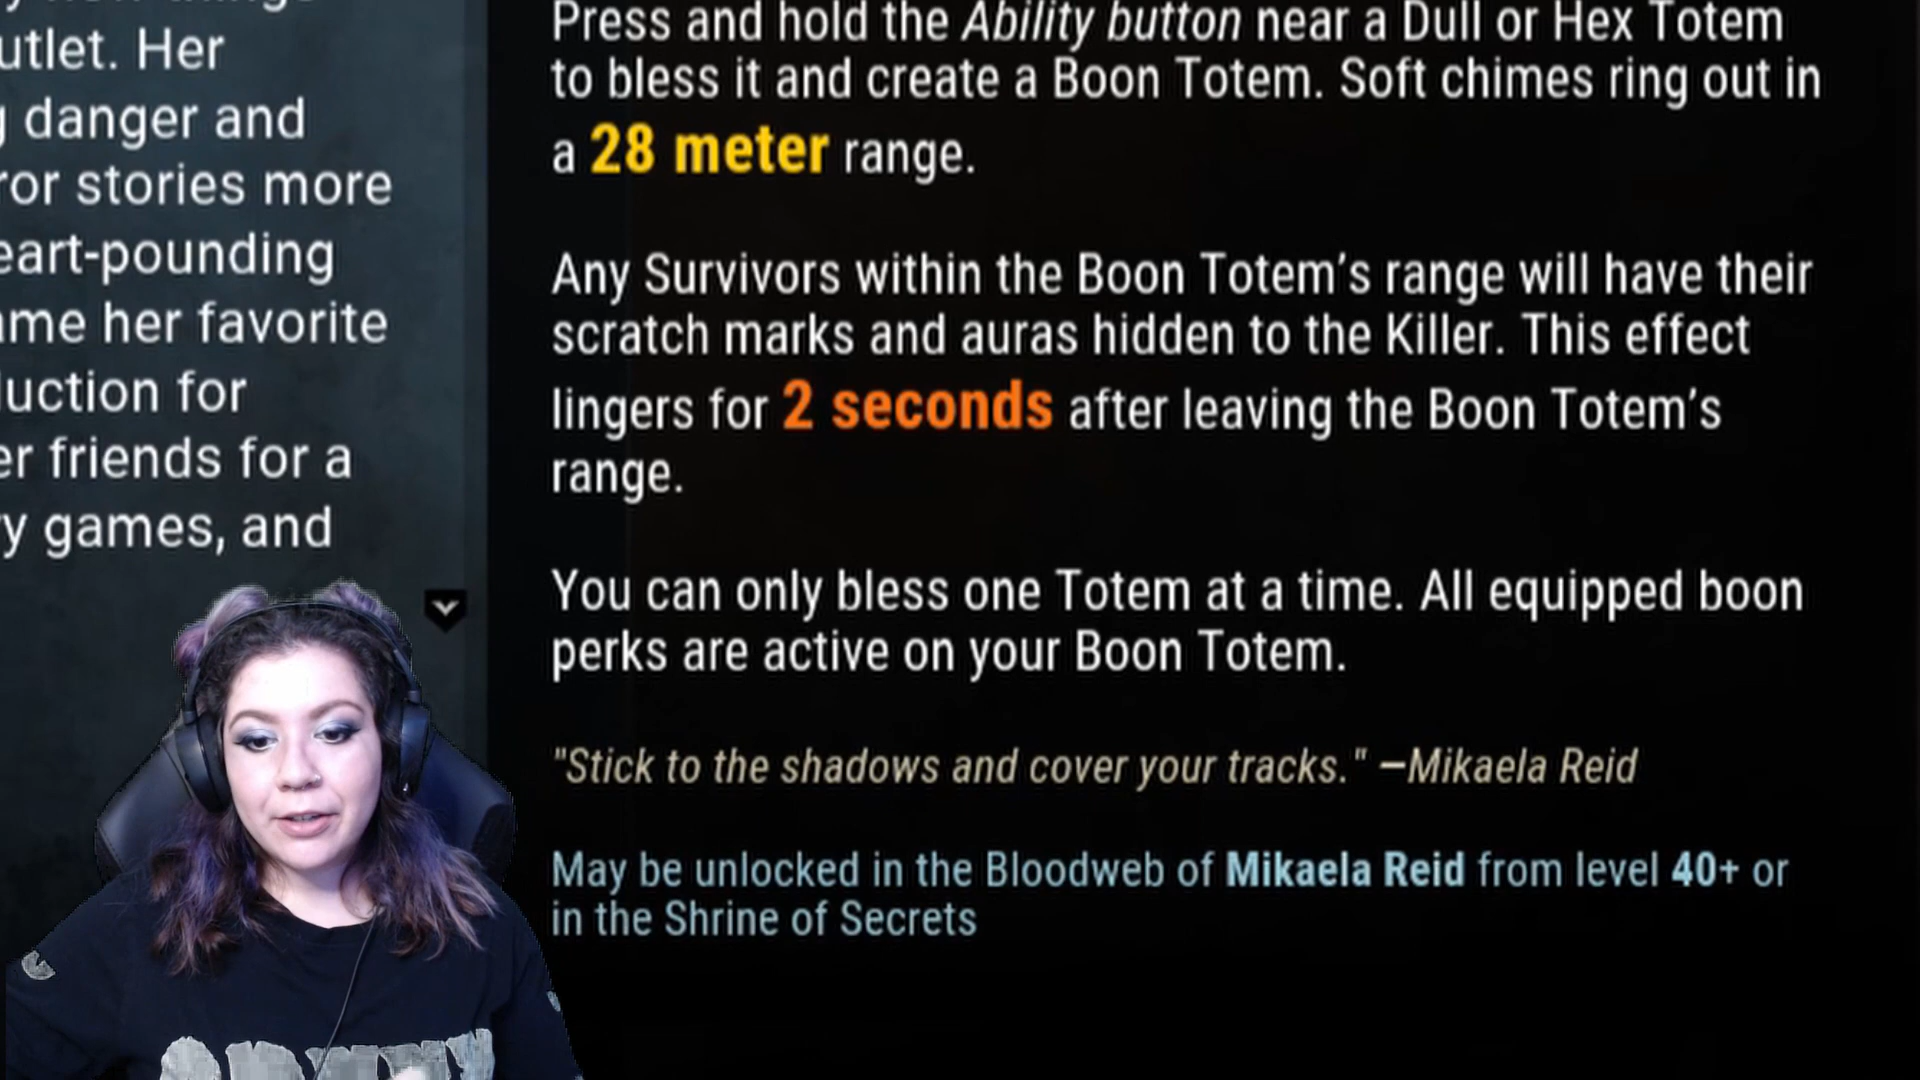 utlet. Her
danger and
ror stories more
eart-pounding
ame her favorite
luction for
er friends for a
y games, and
Press and hold the Ability button near a Dull or Hex Totem
to bless it and create a Boon Totem. Soft chimes ring out in
a 28 meter range.
Any Survivors within the Boon Totem’s range will have their
scratch marks and auras hidden to the Killer. This effect
lingers for 2 seconds after leaving the Boon Totem’s
range.
You can only bless one Totem at a time. All equipped boon
perks are active on your Boon Totem.
"Stick to the shadows and cover your tracks." —Mikaela Reid
May be unlocked in the Bloodweb of Mikaela Reid from level 40+ or
in the Shrine of Secrets